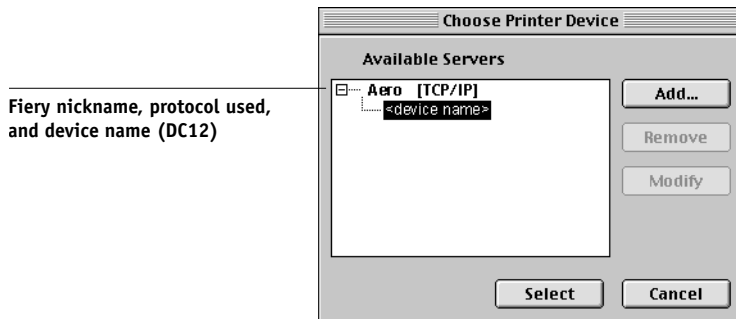 Choose Printer Device
Available Servers
Aero [TCP/IP]
<device name>
Add...
Remove
Modify
Select
Cancel
Fiery nickname, protocol used,
and device name (DC12)